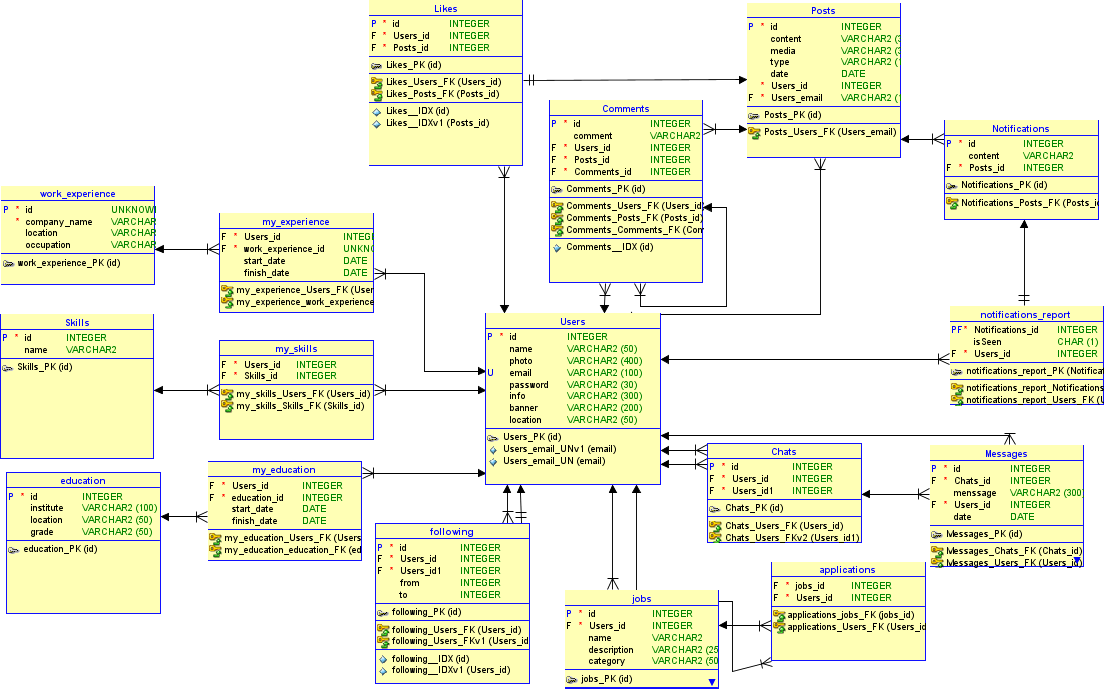 Likes
P * id INTEGER
F * Users_id INTEGER
F * Posts_id INTEGER
Likes_PK (id)
Likes_Users_FK (Users_id)
Likes_Posts_FK (Posts_id)
Likes__IDX (id)
Likes__IDXv1 (Posts_id)
Posts
P * id INTEGER
content VARCHAR2 (
media VARCHAR2 (
type VARCHAR2 (
date DATE
* Users_id INTEGER
F * Users_email VARCHAR2 (
Posts_PK (id)
Posts_Users_FK (Users_email)
Comments
P * id INTEGER
comment VARCHAR2
F * Users_id INTEGER
F * Posts_id INTEGER
F * Comments_id INTEGER
Comments_PK (id)
Comments_Users_FK (Users_id
Comments_Posts_FK (Posts_id)
Comments_Comments_FK (Con
Comments__IDX (id)
Notifications
P * id INTEGER
content VARCHAR2
F * Posts_id INTEGER
Notifications_PK (id)
Notifications_Posts_FK (Posts_i
work_experience
P * id UNKNOW
* company_name VARCHAR
location VARCHAR
occupation VARCHAR
work_experience_PK (id)
my_experience
F * Users_id INTEG
F * work_experience_id UNKN
start_date DATE
finish_date DATE
my_experience_Users_FK (User
my_experience_work_experience
Skills
P * id INTEGER
name VARCHAR2
Skills_PK (id)
my_skills
F * Users_id INTEGER
F * Skills_id INTEGER
my_skills_Users_FK (Users_id)
my_skills_Skills_FK (Skills_id)
Users
P * id INTEGER
name VARCHAR2 (50)
photo VARCHAR2 (400)
U email VARCHAR2 (100)
password VARCHAR2 (30)
info VARCHAR2 (300)
banner VARCHAR2 (200)
location VARCHAR2 (50)
Users_PK (id)
Users_email_UNv1 (email)
Users_email_UN (email)
notifications_report
PF* Notifications_id INTEGER
isSeen CHAR (1)
F * Users_id INTEGER
notifications_report_PK (Notifica
notifications_report_Notifications
notifications_report_Users_FK (U
education
P * id INTEGER
institute VARCHAR2 (100)
location VARCHAR2 (50)
grade VARCHAR2 (50)
education_PK (id)
my_education
F * Users_id INTEGER
F * education_id INTEGER
start_date DATE
finish_date DATE
my_education_Users_FK (Users
my_education_education_FK (ed
following
P * id INTEGER
F * Users_id INTEGER
F * Users_id1 INTEGER
from INTEGER
to INTEGER
following_PK (id)
following_Users_FK (Users_id)
following_Users_FKv1 (Users_id
following__IDX (id)
following__IDXv1 (Users_id)
Chats
P * id INTEGER
F * Users_id INTEGER
F * Users_id1 INTEGER
Chats_PK (id)
Chats_Users_FK (Users_id)
Chats_Users_FKv2 (Users_id1)
Messages
P * id INTEGER
F * Chats_id INTEGER
menssage VARCHAR2 (300)
F * Users_id INTEGER
date DATE
Messages_PK (id)
Messages_Chats_FK (Chats_id)
Messages_Users_FK (Users_id)
jobs
P * id INTEGER
F * Users_id INTEGER
name VARCHAR2
description VARCHAR2 (25
category VARCHAR2 (50
jobs_PK (id)
applications
F * jobs_id INTEGER
F * Users_id INTEGER
applications_jobs_FK (jobs_id)
applications_Users_FK (Users_id